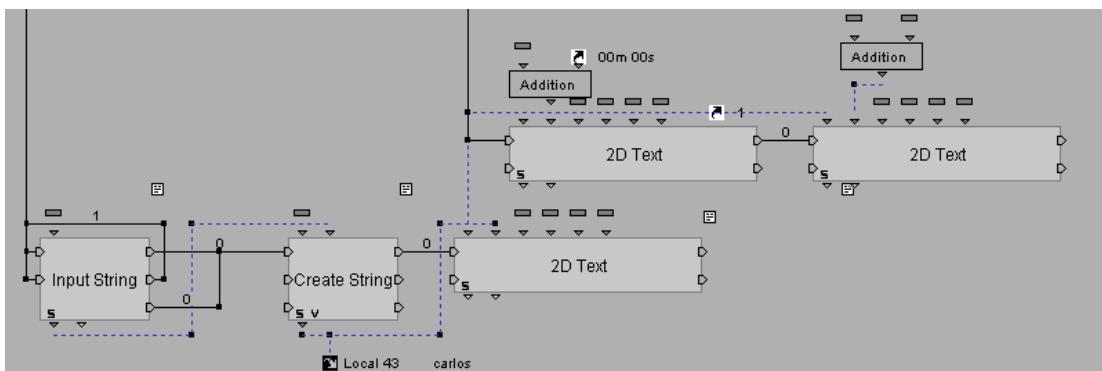 00m 00s
Addition
Addition
1
0
2D Text
2D Text
S
S
1
0
0
Input String
Create String
2D Text
0
S
S V
S
Local 43 carlos